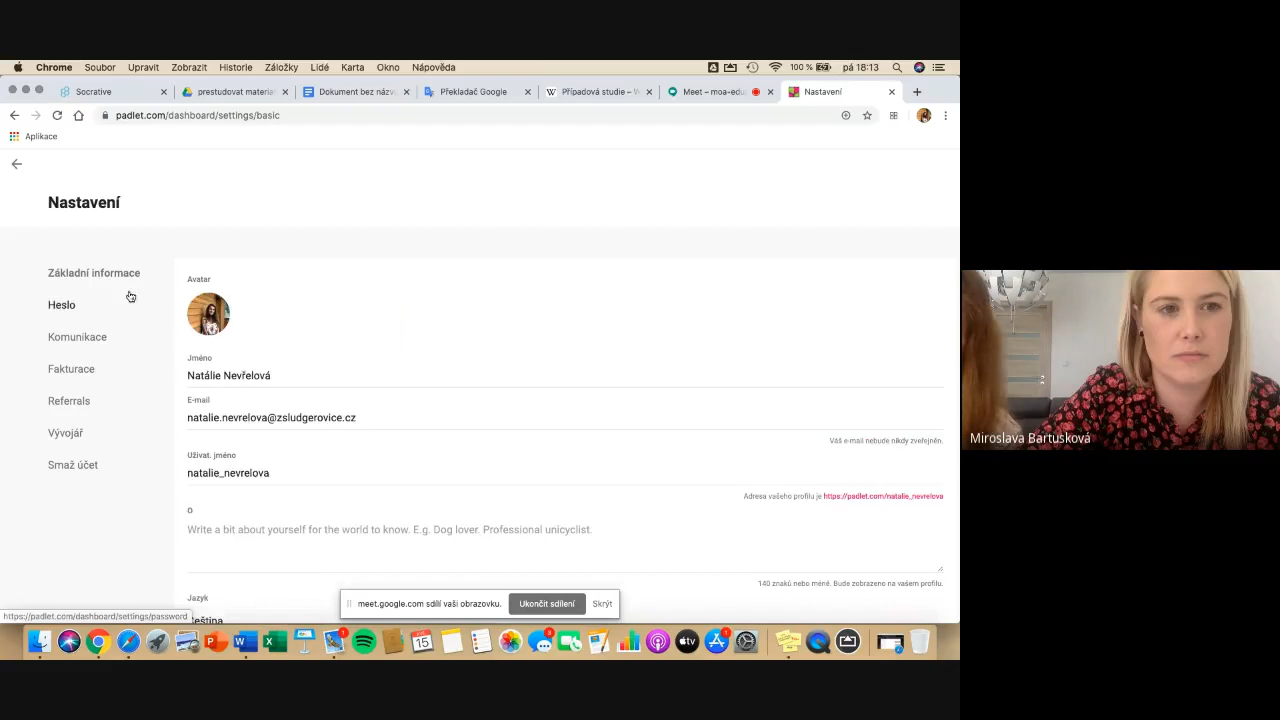 Chrome Soubor Upravit Zobrazit Historie Záložky Lidé Karta Okno Nápověda 100 % pá 18:13
Socrative prestudovat materia Dokument bez názv Překladač Google Případová studie – W Meet – moa-edu Nastavení
padlet.com/dashboard/settings/basic
Aplikace
Nastavení
Základní informace
Heslo
Komunikace
Fakturace
Referrals
Vývojář
Smaž účet
Avatar
Jméno
Natálie Nevřelová
E-mail
natalie.nevrelova@zsludgerovice.cz
Váš e-mail nebude nikdy zveřejněn.
Uživat. jméno
natalie_nevrelova
Adresa vašeho profilu je https://padlet.com/natalie_nevrelova
O
Write a bit about yourself for the world to know. E.g. Dog lover. Professional unicyclist.
140 znaků nebo méně. Bude zobrazeno na vašem profilu.
Jazyk
Čeština
meet.google.com sdílí vaši obrazovku. Ukončit sdílení Skrýt
https://padlet.com/dashboard/settings/password
Miroslava Bartusková